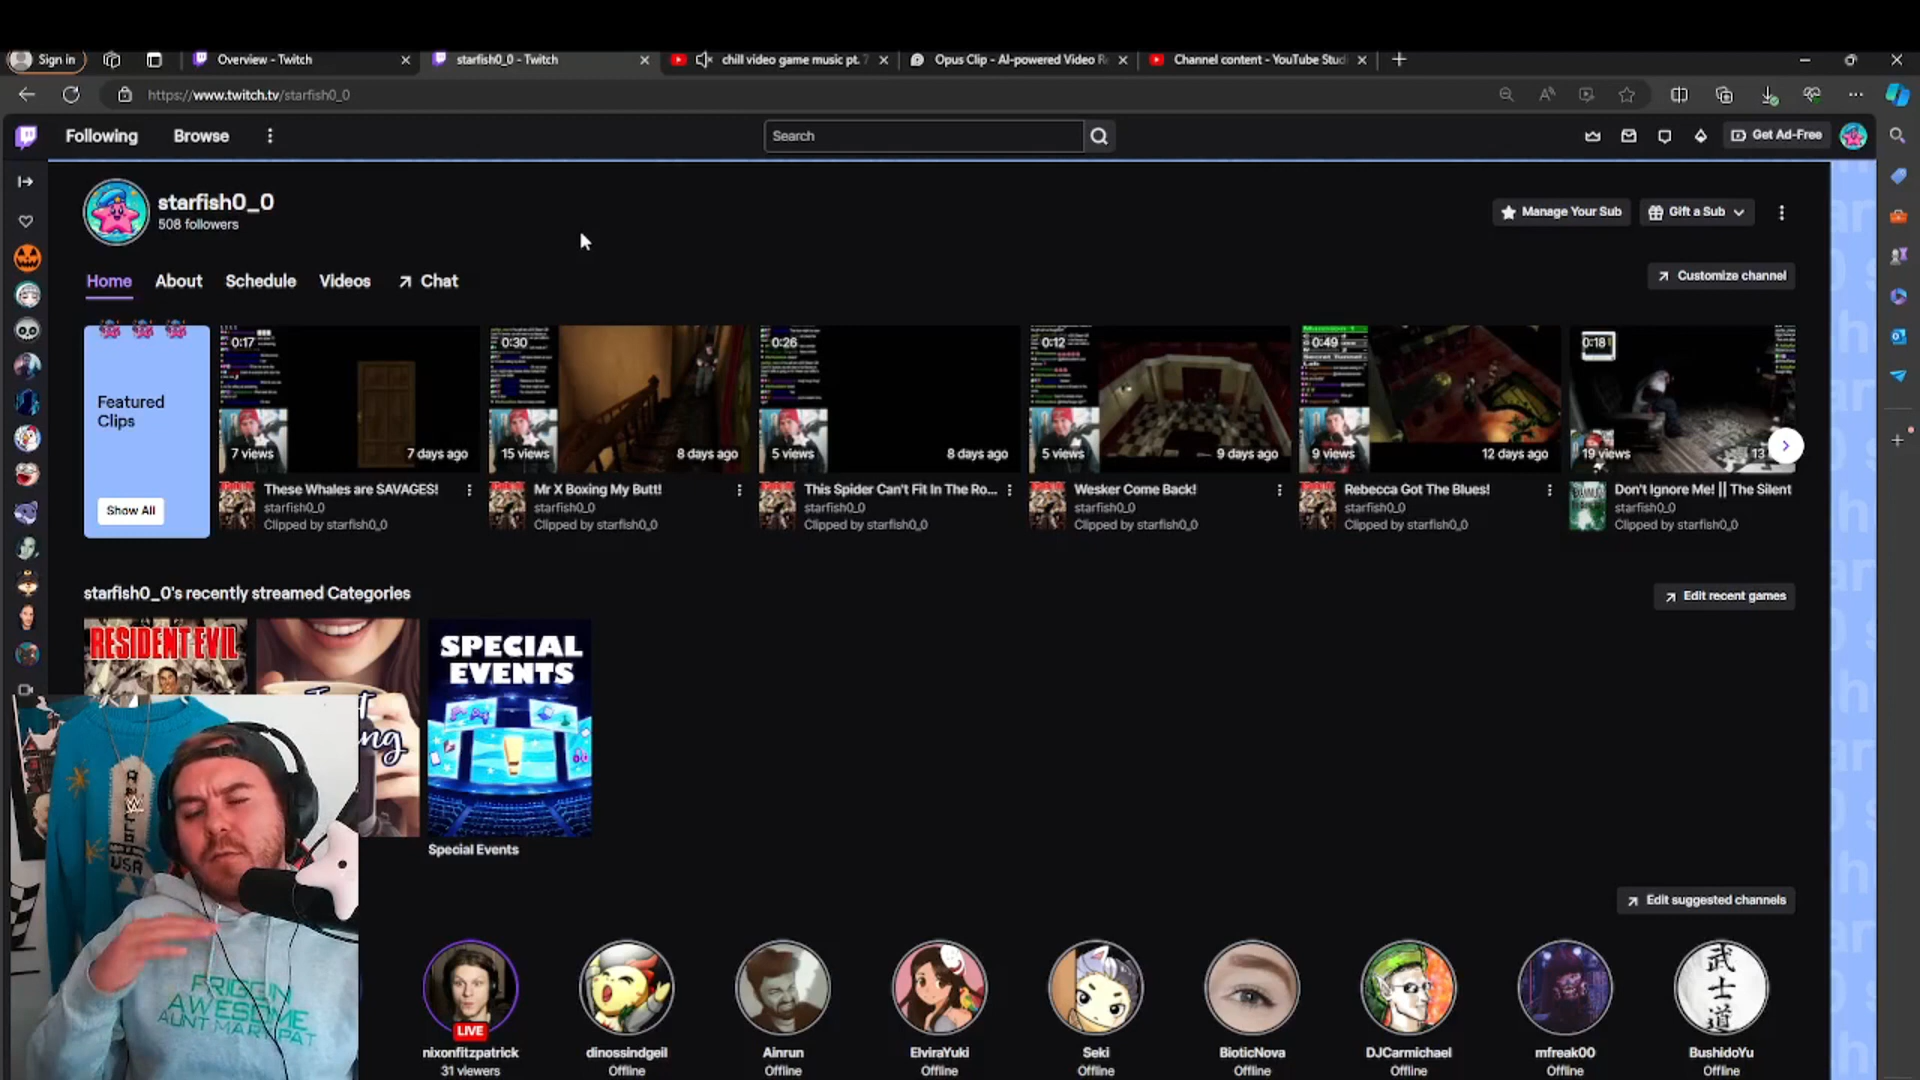 Sign in
Overview - Twitch
starfish0_0 - Twitch
chill video game music pt. 7
Opus Clip - AI-powered Video Re
Channel content - YouTube Studi
https://www.twitch.tv/starfish0_0
Following
Browse
Search
Get Ad-Free
starfish0_0
508 followers
Manage Your Sub
Gift a Sub
Home
About
Schedule
Videos
Chat
Customize channel
Featured
Clips
Show All
0:17
7 views
7 days ago
0:30
15 views
8 days ago
0:26
5 views
8 days ago
0:12
5 views
9 days ago
0:49
9 views
12 days ago
0:18
19 views
13
These Whales are SAVAGES!
starfish0_0
Clipped by starfish0_0
Mr X Boxing My Butt!
starfish0_0
Clipped by starfish0_0
This Spider Can't Fit In The Ro...
starfish0_0
Clipped by starfish0_0
Wesker Come Back!
starfish0_0
Clipped by starfish0_0
Rebecca Got The Blues!
starfish0_0
Clipped by starfish0_0
Don't Ignore Me! || The Silent
starfish0_0
Clipped by starfish0_0
starfish0_0's recently streamed Categories
Edit recent games
RESIDENT EVIL
SPECIAL
EVENTS
Special Events
USA
FRIGGIN
AWESOME
AUNT MARYPAT
Edit suggested channels
LIVE
nixonfitzpatrick
31 viewers
dinossindgeil
Offline
Ainrun
Offline
ElviraYuki
Offline
Seki
Offline
BioticNova
Offline
DJCarmichael
Offline
mfreak00
Offline
武士道
BushidoYu
Offline